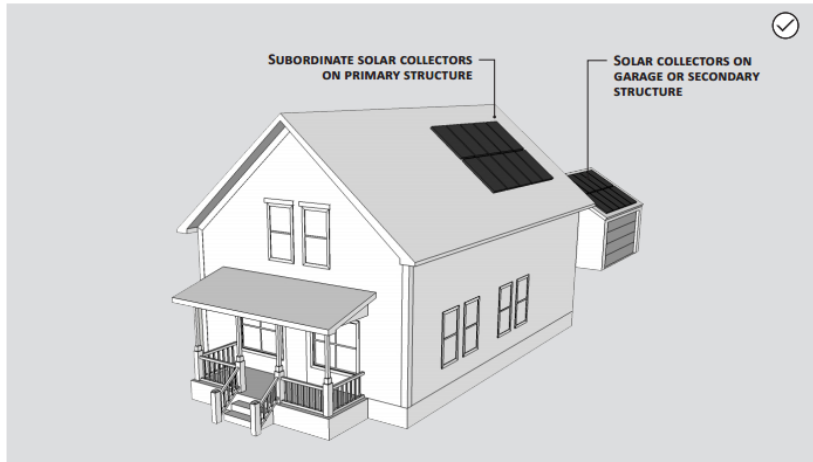 SUBORDINATE SOLAR COLLECTORS
ON PRIMARY STRUCTURE
SOLAR COLLECTORS ON
GARAGE OR SECONDARY
STRUCTURE